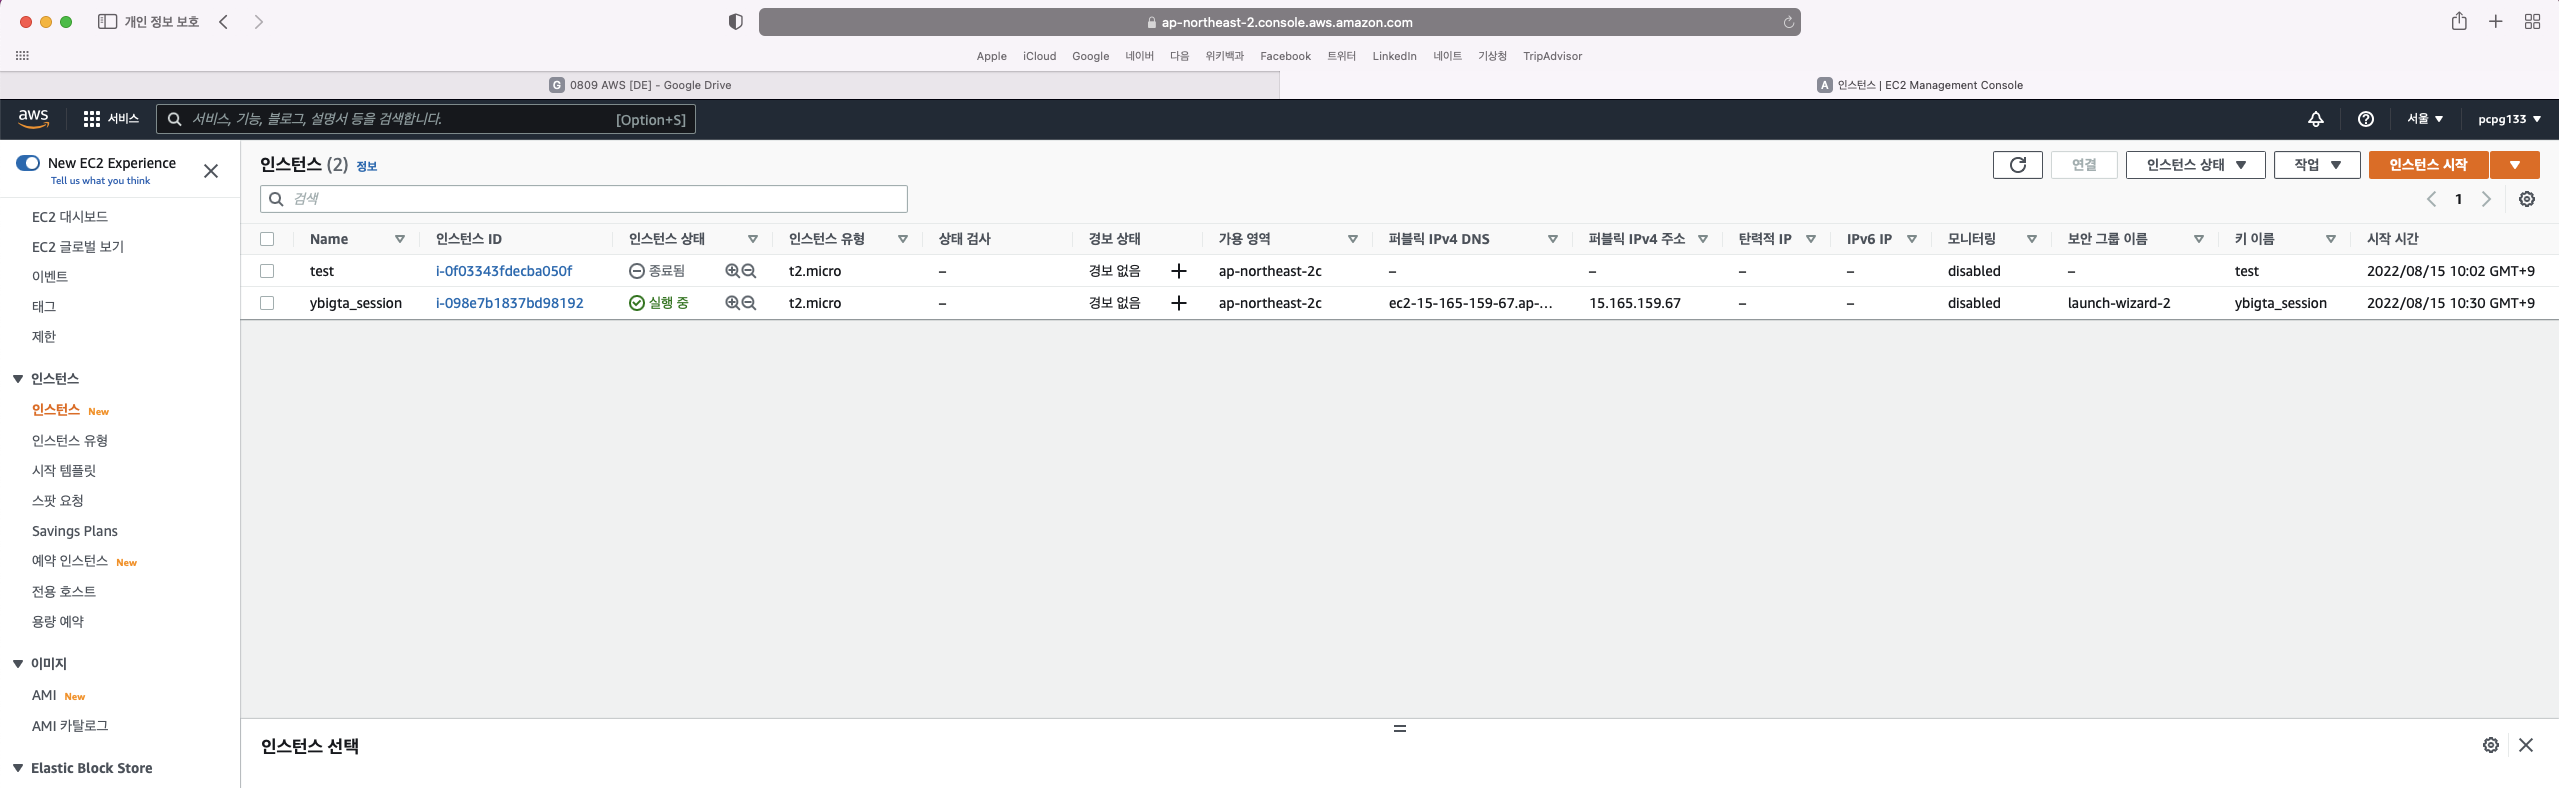 개인 정보 보호
ap-northeast-2.console.aws.amazon.com
Apple iCloud Google 네이버 다음 위키백과 Facebook 트위터 LinkedIn 네이트 기상청 TripAdvisor
G 0809 AWS [DE] - Google Drive
A 인스턴스 | EC2 Management Console
aws 서비스 서비스, 기능, 블로그, 설명서 등을 검색합니다. [Option+S] 서울 pcpg133
New EC2 Experience
Tell us what you think
EC2 대시보드
EC2 글로벌 보기
이벤트
태그
제한
인스턴스
인스턴스 New
인스턴스 유형
시작 템플릿
스팟 요청
Savings Plans
예약 인스턴스 New
전용 호스트
용량 예약
이미지
AMI New
AMI 카탈로그
Elastic Block Store
인스턴스 (2) 정보
연결 인스턴스 상태 작업 인스턴스 시작
검색
1
Name 인스턴스 ID 인스턴스 상태 인스턴스 유형 상태 검사 경보 상태 가용 영역 퍼블릭 IPv4 DNS 퍼블릭 IPv4 주소 탄력적 IP IPv6 IP 모니터링 보안 그룹 이름 키 이름 시작 시간
test i-0f03343fdecba050f 종료됨 t2.micro – 경보 없음 ap-northeast-2c – – – – disabled – test 2022/08/15 10:02 GMT+9
ybigta_session i-098e7b1837bd98192 실행 중 t2.micro – 경보 없음 ap-northeast-2c ec2-15-165-159-67.ap-... 15.165.159.67 – – disabled launch-wizard-2 ybigta_session 2022/08/15 10:30 GMT+9
인스턴스 선택